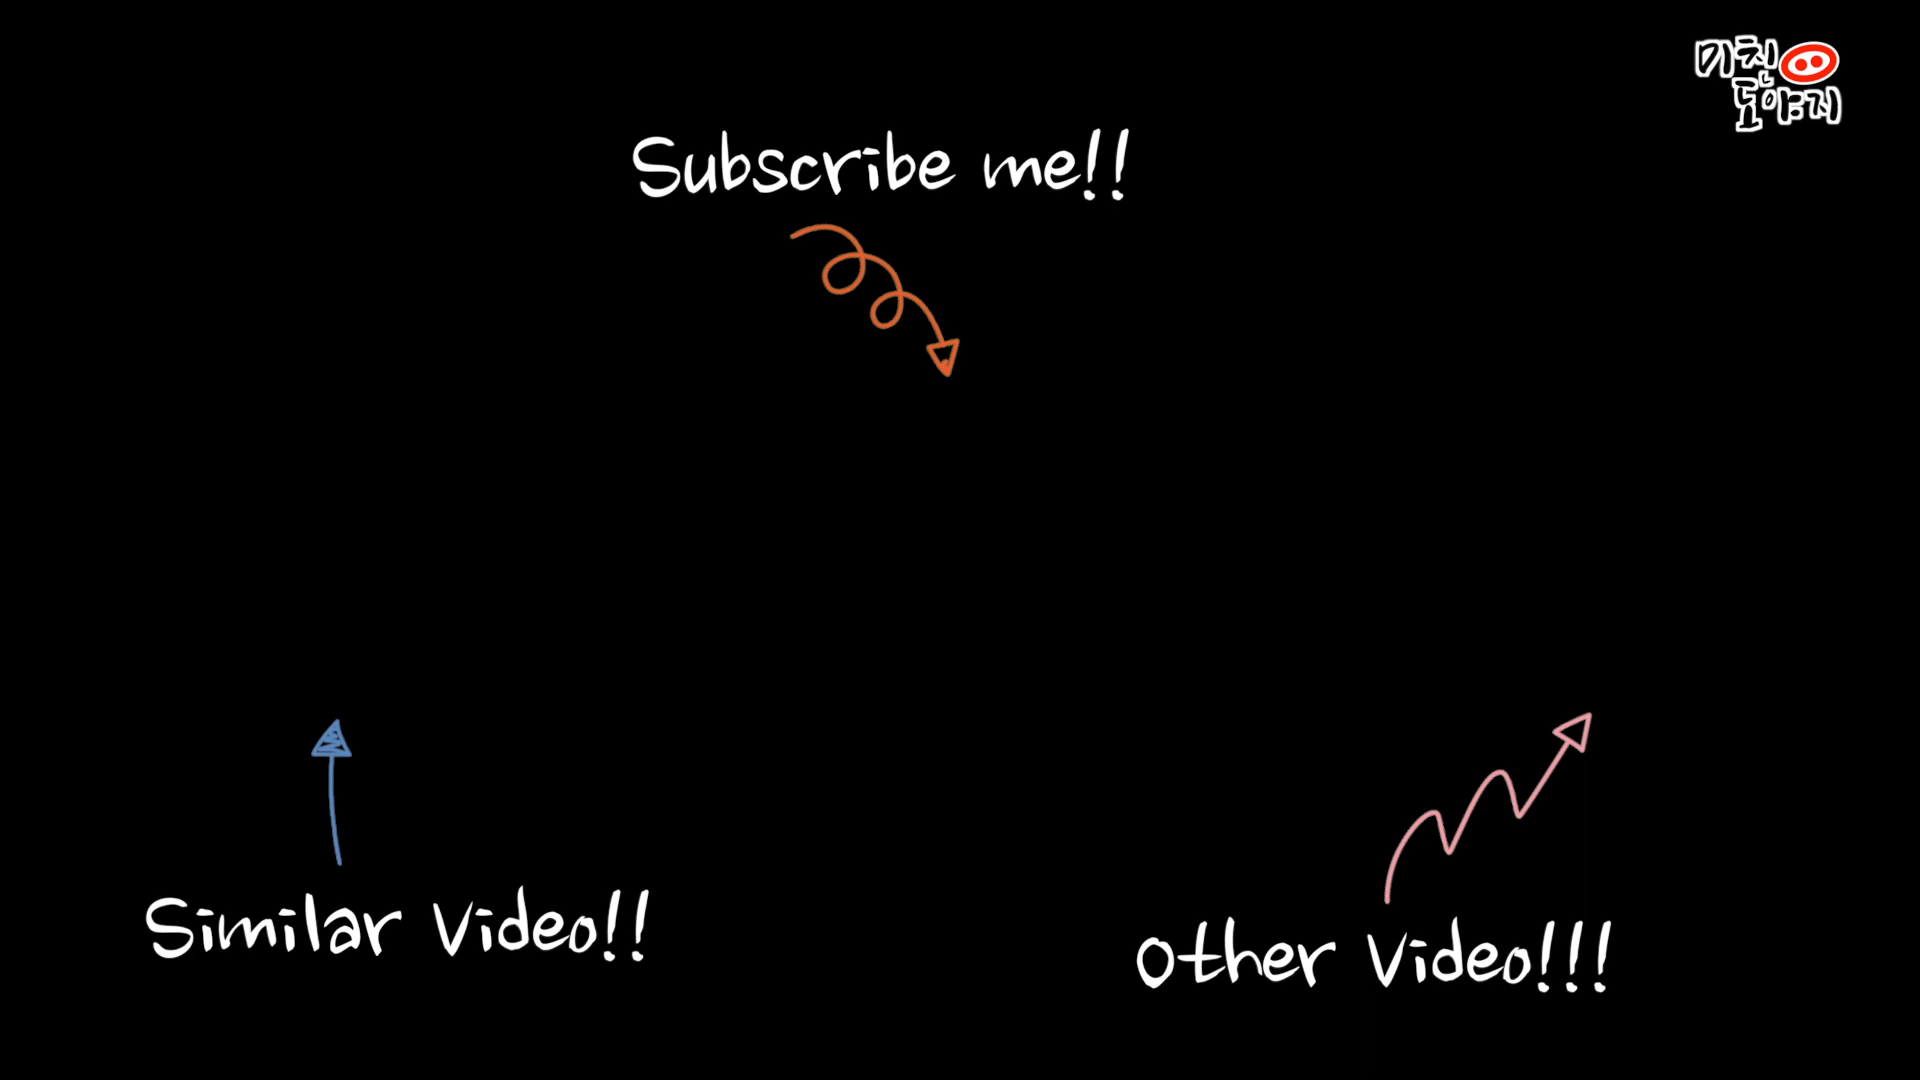 미친
도야지
Subscribe me!!
Similar Video!!
Other Video!!!